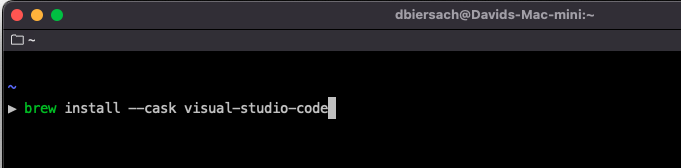 dbiersach@Davids-Mac-mini:~
~
~
▶ brew install --cask visual-studio-code